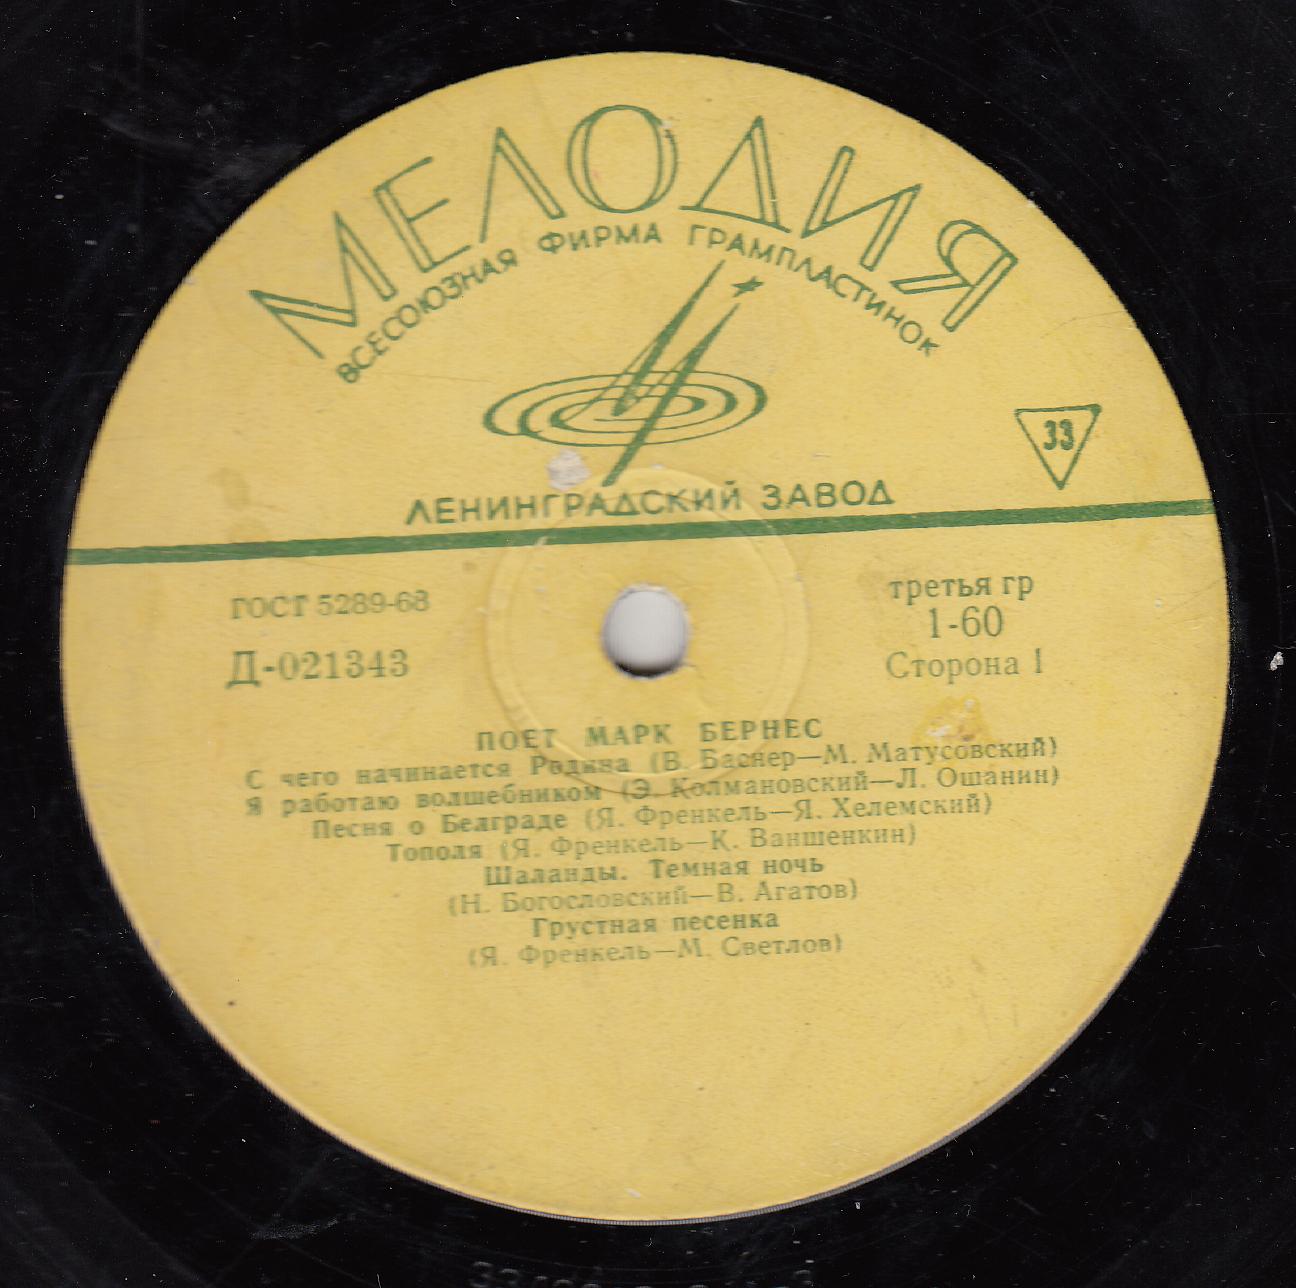 МЕЛОДИЯ
ВСЕСОЮЗНАЯ ФИРМА ГРАМПЛАСТИНОК
33
ЛЕНИНГРАДСКИЙ ЗАВОД
ГОСТ 5289-68
третья гр
1-60
Д-021343
Сторона 1
ПОЕТ МАРК БЕРНЕС
С чего начинается Родина (В. Баснер—М. Матусовский)
Я работаю волшебником (Э. Колмановский—Л. Ошанин)
Песня о Белграде (Я. Френкель—Я. Хелемский)
Тополя (Я. Френкель—К. Ваншенкин)
Шаланды. Темная ночь
(Н. Богословский—В. Агатов)
Грустная песенка
(Я. Френкель—М. Светлов)